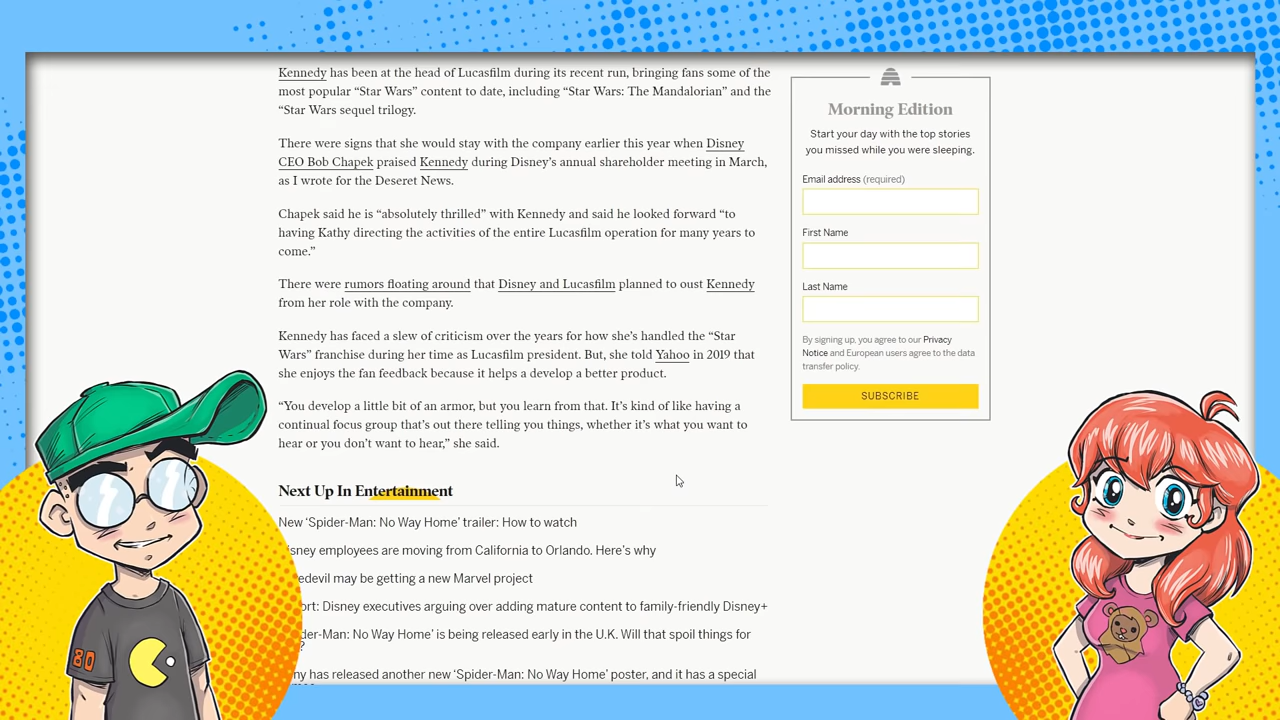 Kennedy has been at the head of Lucasfilm during its recent run, bringing fans some of the
most popular “Star Wars” content to date, including “Star Wars: The Mandalorian” and the
“Star Wars sequel trilogy.
There were signs that she would stay with the company earlier this year when Disney
CEO Bob Chapek praised Kennedy during Disney’s annual shareholder meeting in March,
as I wrote for the Deseret News.
Chapek said he is “absolutely thrilled” with Kennedy and said he looked forward “to
having Kathy directing the activities of the entire Lucasfilm operation for many years to
come.”
There were rumors floating around that Disney and Lucasfilm planned to oust Kennedy
from her role with the company.
Kennedy has faced a slew of criticism over the years for how she’s handled the “Star
Wars” franchise during her time as Lucasfilm president. But, she told Yahoo in 2019 that
she enjoys the fan feedback because it helps a develop a better product.
“You develop a little bit of an armor, but you learn from that. It’s kind of like having a
continual focus group that’s out there telling you things, whether it’s what you want to
hear or you don’t want to hear,” she said.
Next Up In Entertainment
New ‘Spider-Man: No Way Home’ trailer: How to watch
isney employees are moving from California to Orlando. Here’s why
edevil may be getting a new Marvel project
ort: Disney executives arguing over adding mature content to family-friendly Disney+
der-Man: No Way Home’ is being released early in the U.K. Will that spoil things for
?
ny has released another new ‘Spider-Man: No Way Home’ poster, and it has a special
Morning Edition
Start your day with the top stories
you missed while you were sleeping.
Email address (required)
First Name
Last Name
By signing up, you agree to our Privacy
Notice and European users agree to the data
transfer policy.
SUBSCRIBE
80